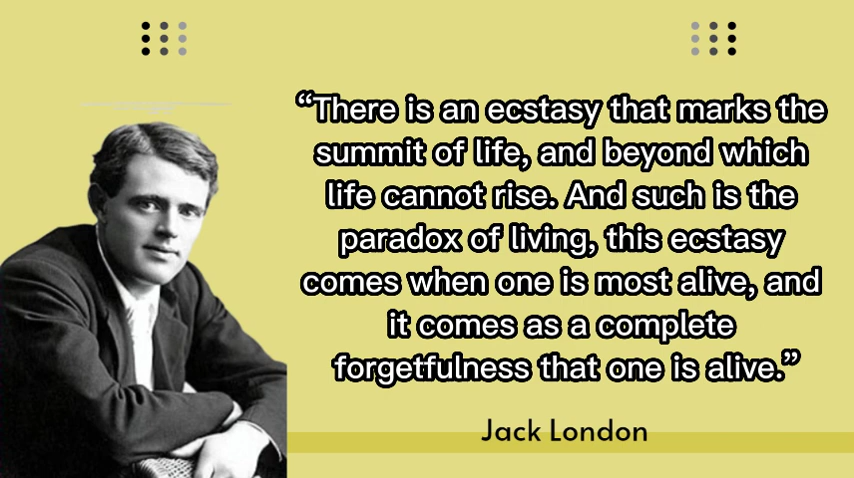 “There is an ecstasy that marks the
summit of life, and beyond which
life cannot rise. And such is the
paradox of living, this ecstasy
comes when one is most alive, and
it comes as a complete
forgetfulness that one is alive.”
Jack London